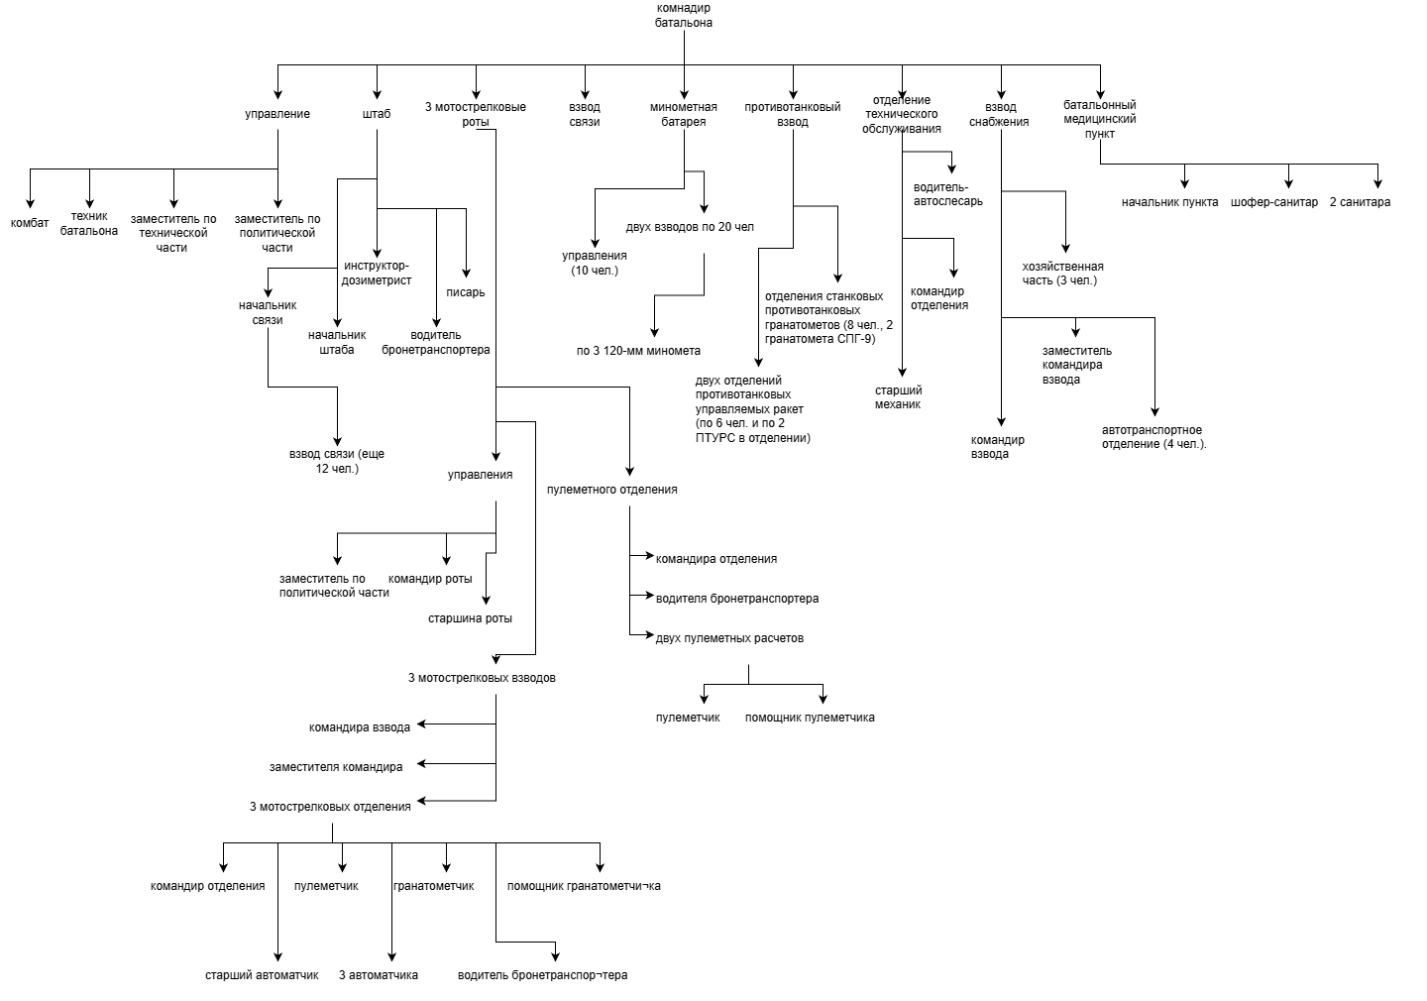 комнадир
батальона
управление
штаб
3 мотострелковые
роты
взвод
связи
минометная
батарея
противотанковый
взвод
отделение
технического
обслуживания
взвод
снабжения
батальонный
медицинский
пункт
комбат
техник
батальона
заместитель по
технической
части
заместитель по
политической
части
инструктор-
дозиметрист
писарь
начальник
связи
начальник
штаба
водитель
бронетранспортера
взвод связи (еще
12 чел.)
управления
(10 чел.)
двух взводов по 20 чел
по 3 120-мм миномета
отделения станковых
противотанковых
гранатометов (8 чел., 2
гранатомета СПГ-9)
двух отделений
противотанковых
управляемых ракет
(по 6 чел. и по 2
ПТУРС в отделении)
водитель-
автослесарь
командир
отделения
старший
механик
хозяйственная
часть (3 чел.)
заместитель
командира
взвода
командир
взвода
автотранспортное
отделение (4 чел.).
начальник пункта
шофер-санитар
2 санитара
управления
пулеметного отделения
заместитель по
политической части
командир роты
старшина роты
командира отделения
водителя бронетранспортера
двух пулеметных расчетов
пулеметчик
помощник пулеметчика
3 мотострелковых взводов
командира взвода
заместителя командира
3 мотострелковых отделения
командир отделения
пулеметчик
гранатометчик
помощник гранатометчи¬ка
старший автоматчик
3 автоматчика
водитель бронетранспор¬тера